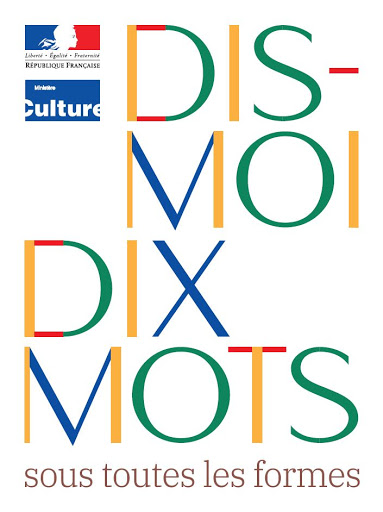 Liberté • Égalité • Fraternité
RÉPUBLIQUE FRANÇAISE
Ministère
Culture
DIS-
MOI
DIX
MOTS
sous toutes les formes